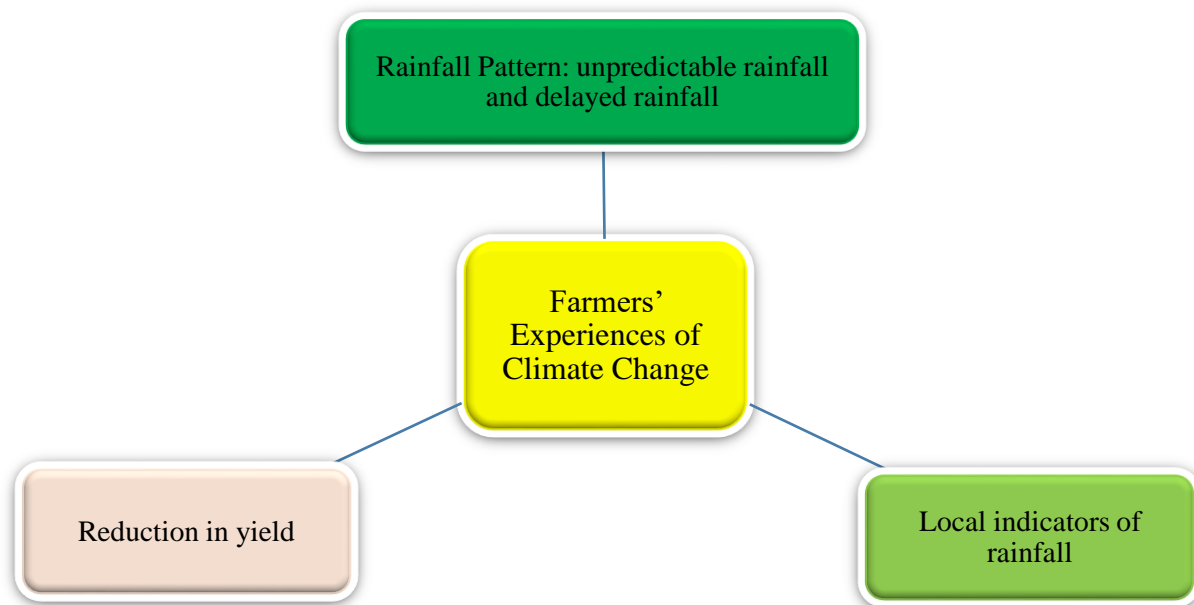 Rainfall Pattern: unpredictable rainfall
and delayed rainfall
Farmers’
Experiences of
Climate Change
Reduction in yield
Local indicators of
rainfall